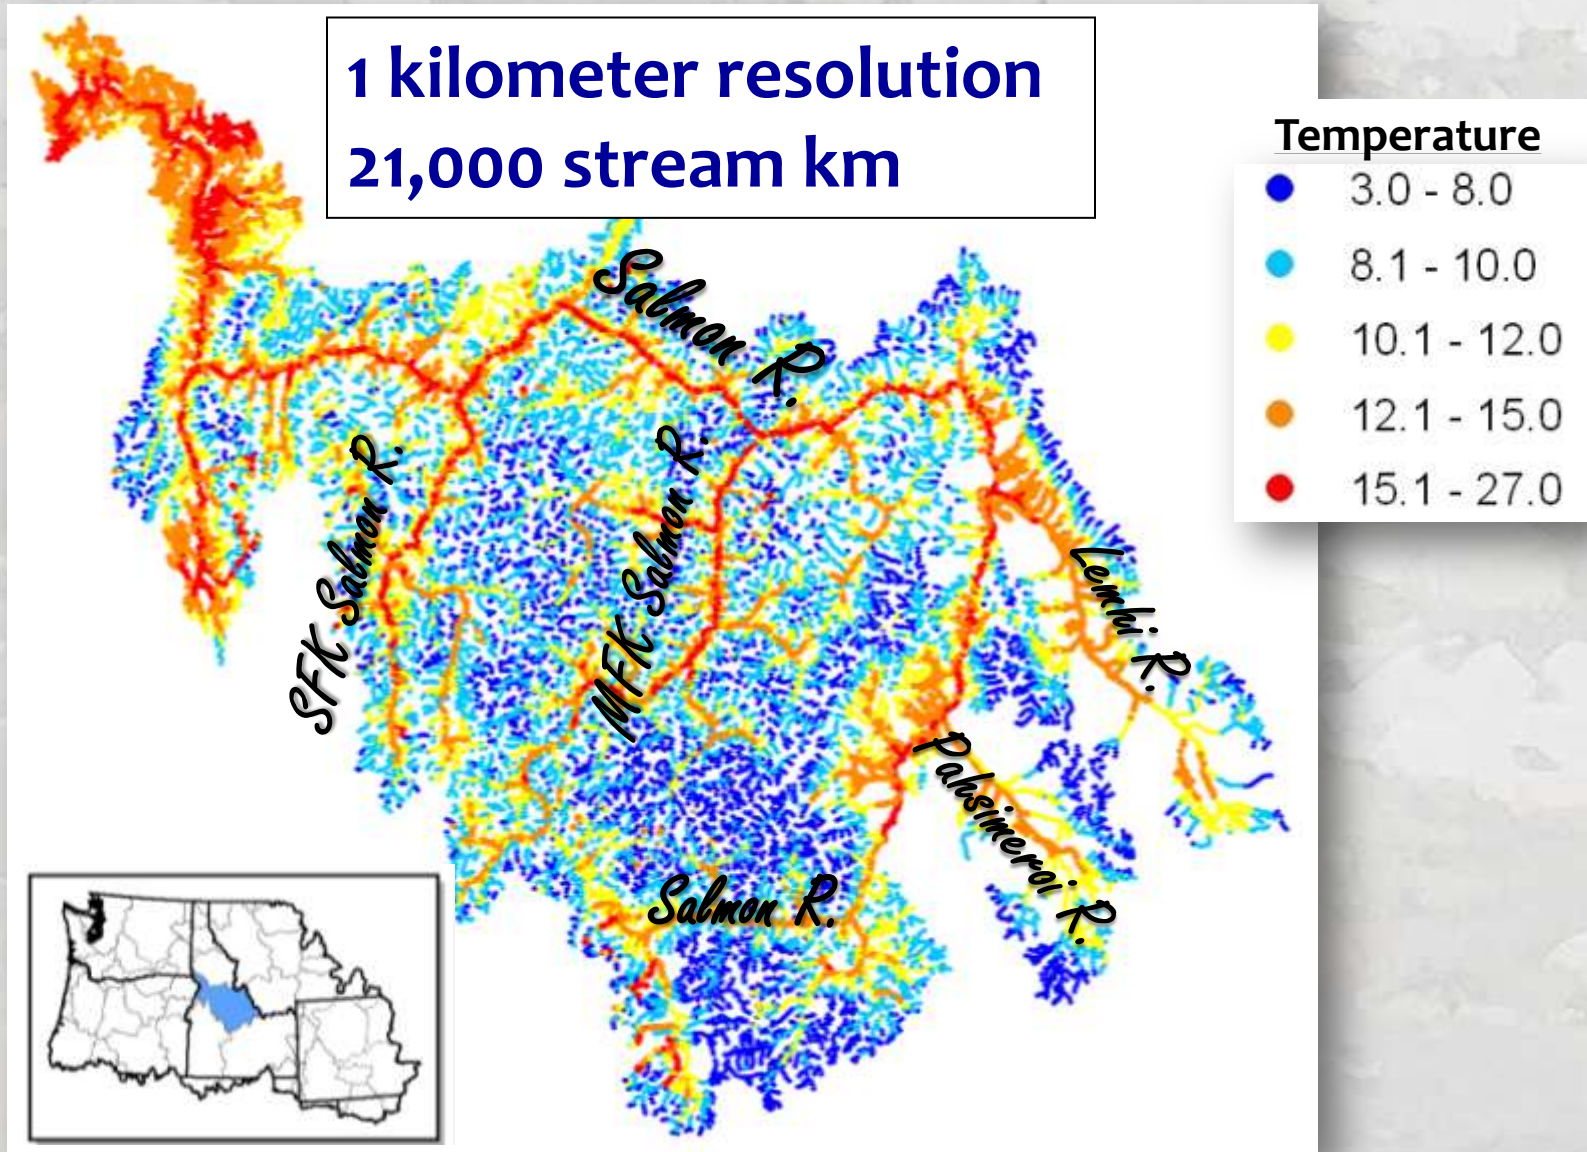 1 kilometer resolution
21,000 stream km
Temperature
3.0 - 8.0
8.1 - 10.0
10.1 - 12.0
12.1 - 15.0
15.1 - 27.0
Salmon R.
SFK Salmon R.
MFK Salmon R.
Lemhi R.
Pahsimeroi R.
Salmon R.